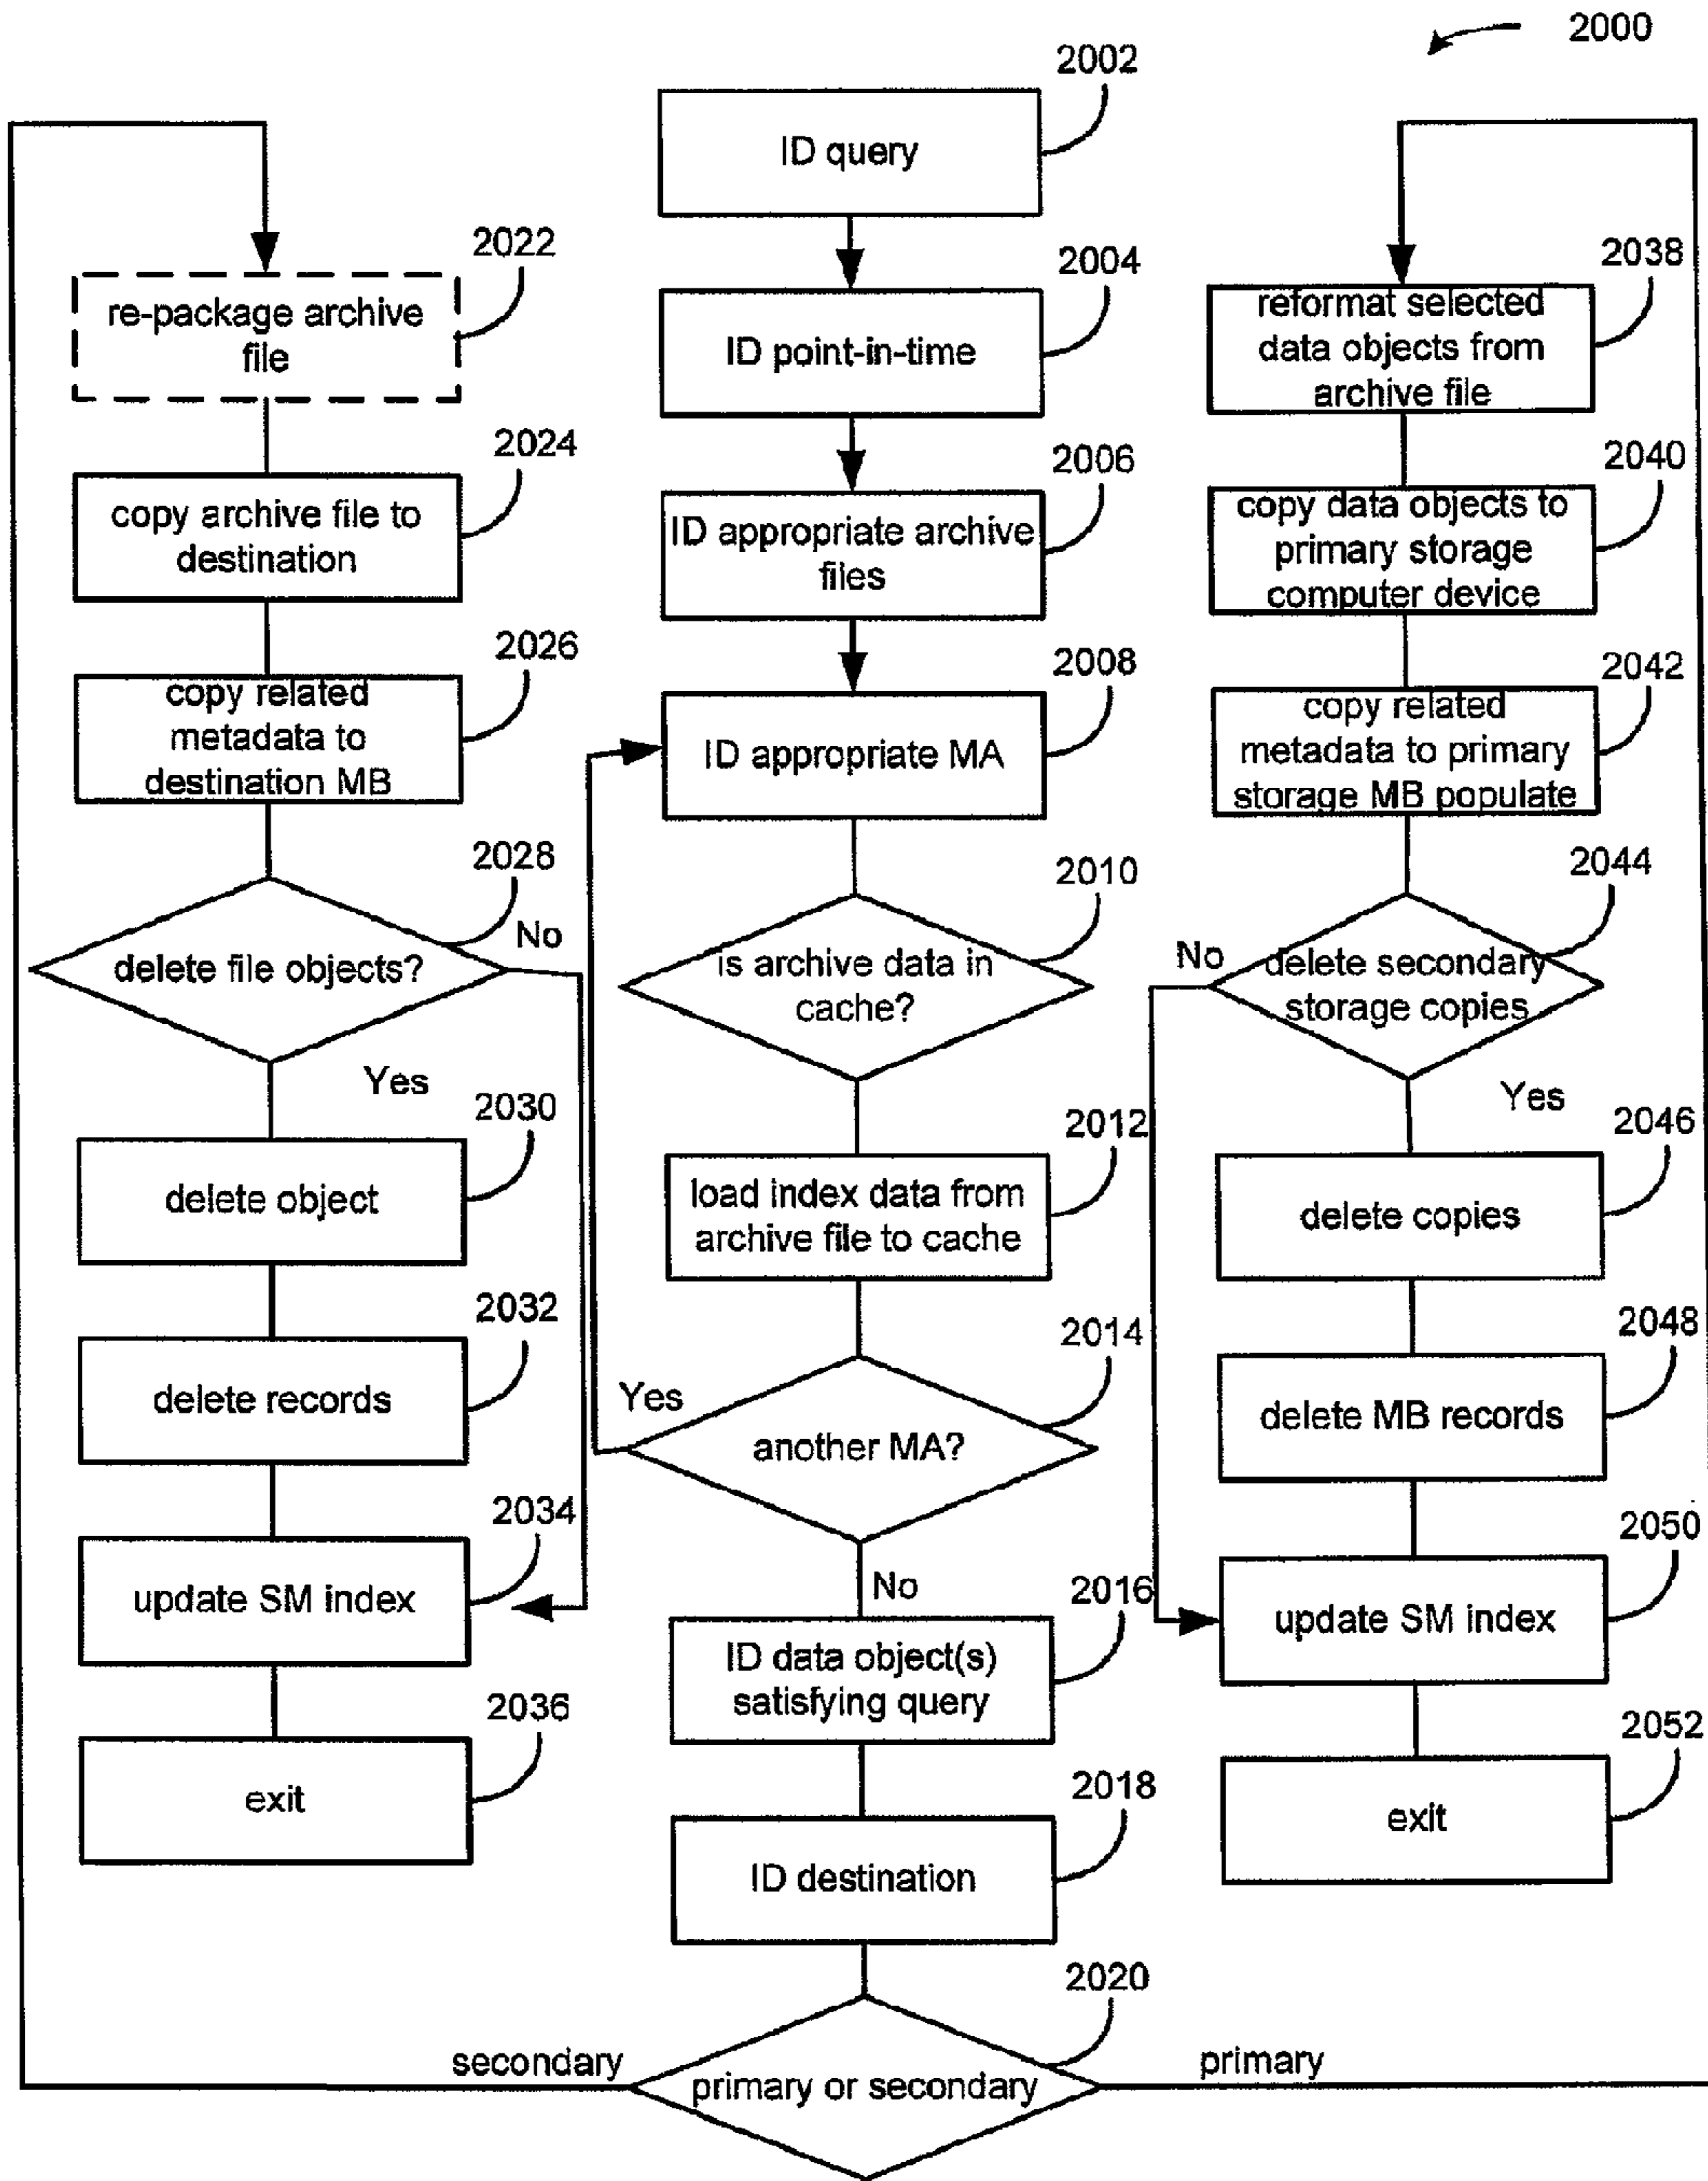 2000
2002
ID query
2004
ID point-in-time
2006
ID appropriate archive
files
2008
ID appropriate MA
2010
is archive data in
cache?
2012
load index data from
archive file to cache
2014
Yes
another MA?
No
2016
ID data object(s)
satisfying query
2018
ID destination
2020
secondary
primary or secondary
primary
2022
re-package archive
file
2024
copy archive file to
destination
2026
copy related
metadata to
destination MB
2028
No
delete file objects?
Yes
2030
delete object
2032
delete records
2034
update SM index
2036
exit
2038
reformat selected
data objects from
archive file
2040
copy data objects to
primary storage
computer device
2042
copy related
metadata to primary
storage MB populate
2044
No
delete secondary
storage copies
Yes
2046
delete copies
2048
delete MB records
2050
update SM index
2052
exit